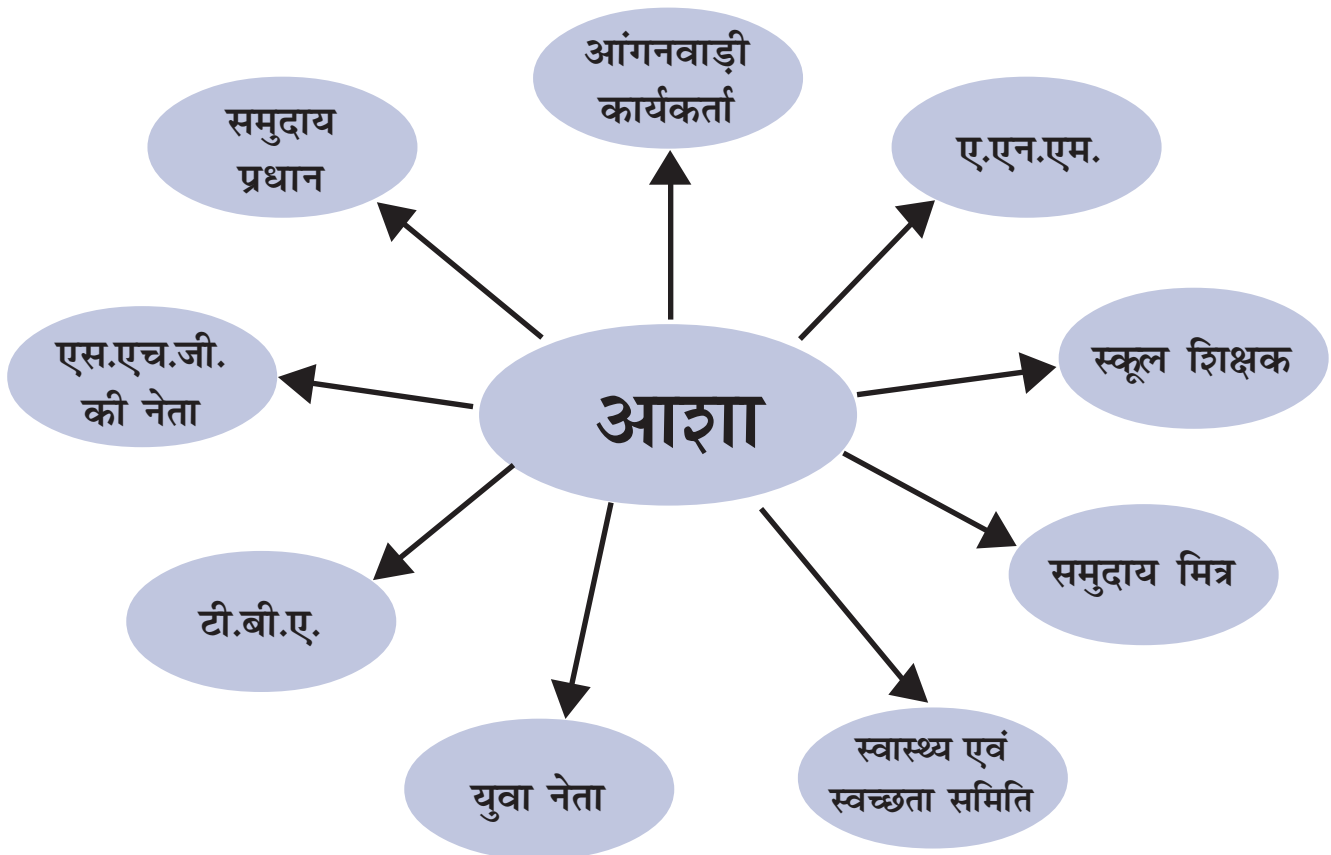 आंगनवाड़ी
कार्यकर्ता
समुदाय
प्रधान
ए.एन.एम.
एस.एच.जी.
की नेता
स्कूल शिक्षक
आशा
समुदाय मित्र
टी.बी.ए.
युवा नेता
स्वास्थ्य एवं
स्वच्छता समिति